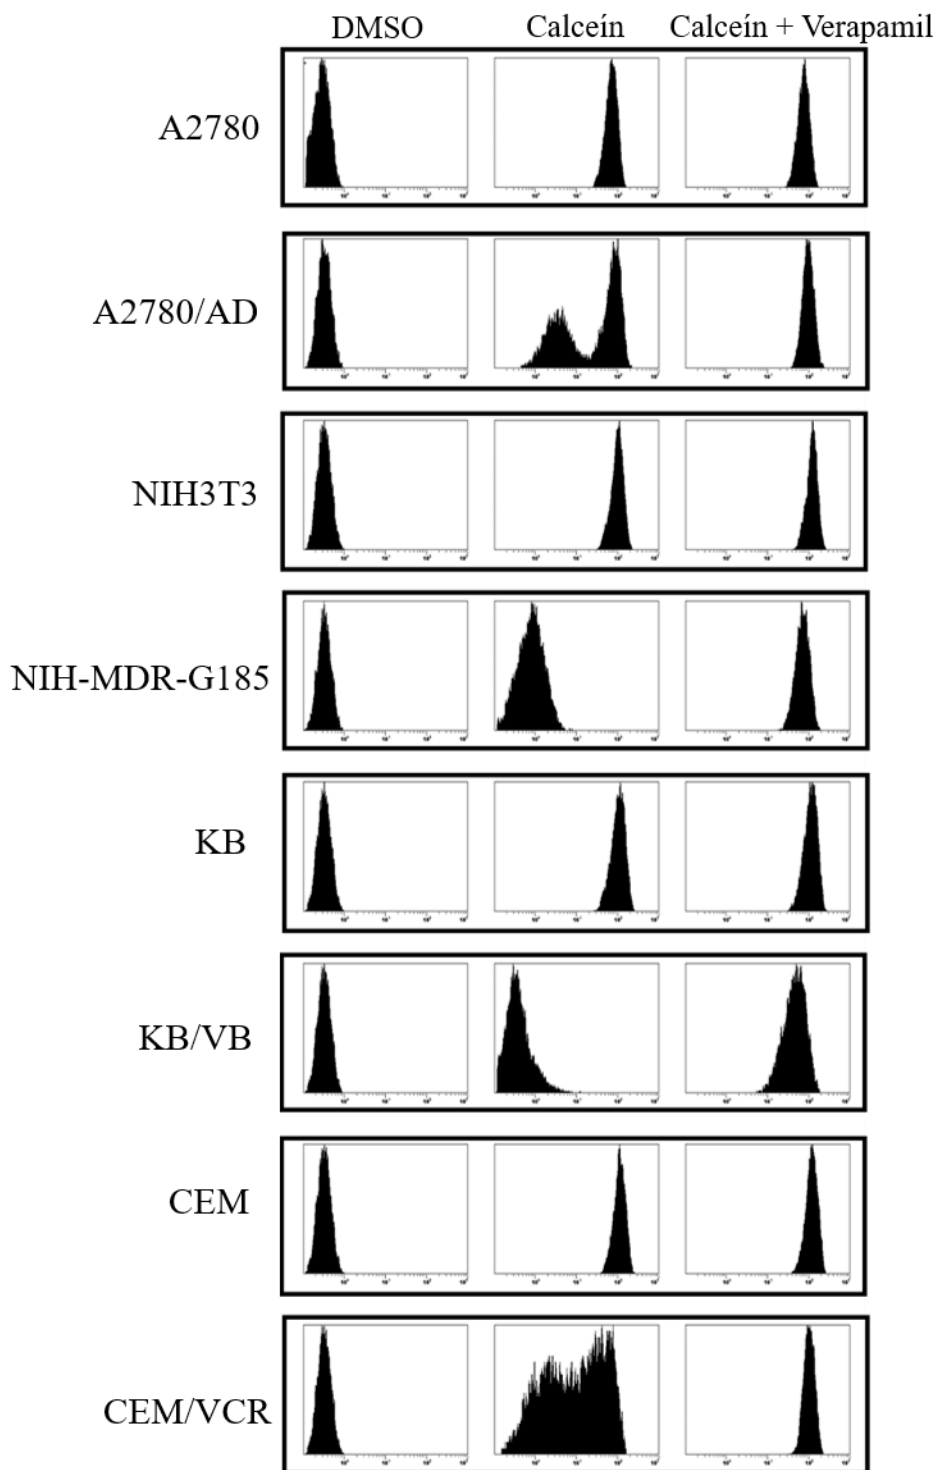 DMSO Calceín Calceín + Verapamil
A2780
A2780/AD
NIH3T3
NIH-MDR-G185
KB
KB/VB
CEM
CEM/VCR